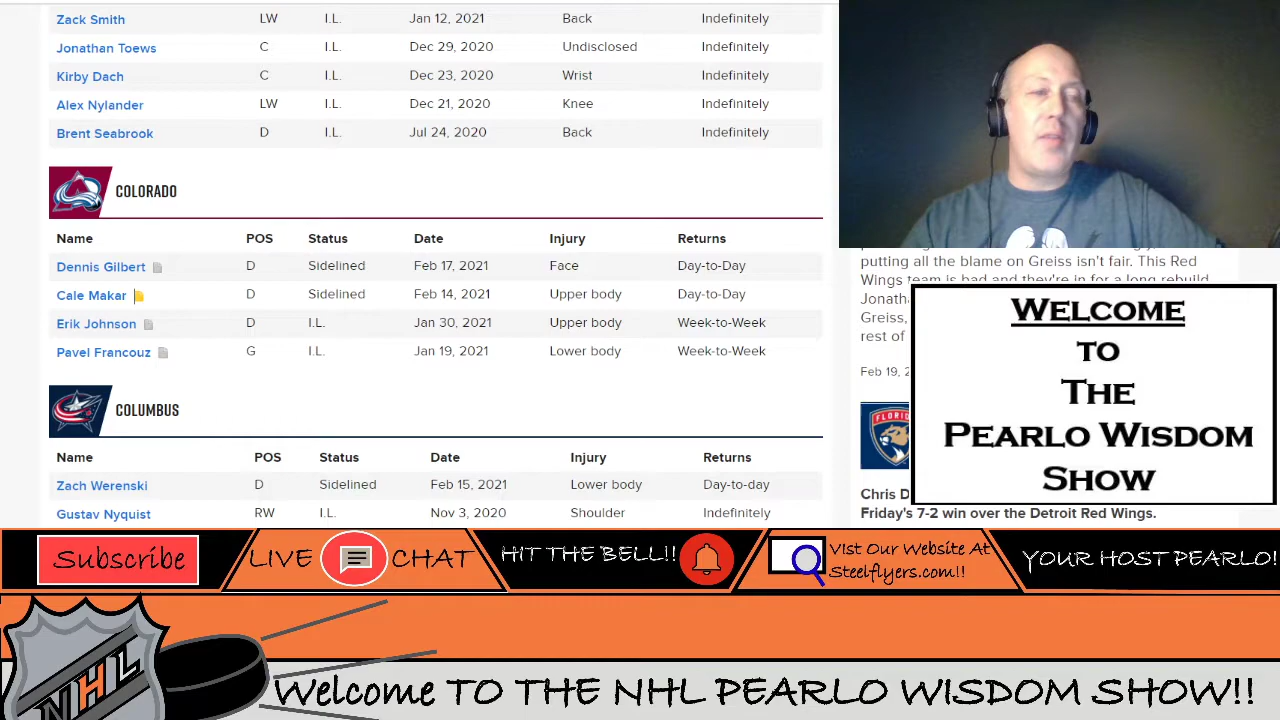 Zack Smith LW I.L. Jan 12, 2021 Back Indefinitely
Jonathan Toews C I.L. Dec 29, 2020 Undisclosed Indefinitely
Kirby Dach C I.L. Dec 23, 2020 Wrist Indefinitely
Alex Nylander LW I.L. Dec 21, 2020 Knee Indefinitely
Brent Seabrook D I.L. Jul 24, 2020 Back Indefinitely
COLORADO
Name POS Status Date Injury Returns
Dennis Gilbert D Sidelined Feb 17, 2021 Face Day-to-Day
Cale Makar D Sidelined Feb 14, 2021 Upper body Day-to-Day
Erik Johnson D I.L. Jan 30, 2021 Upper body Week-to-Week
Pavel Francouz G I.L. Jan 19, 2021 Lower body Week-to-Week
COLUMBUS
Name POS Status Date Injury Returns
Zach Werenski D Sidelined Feb 15, 2021 Lower body Day-to-day
Gustav Nyquist RW I.L. Nov 3, 2020 Shoulder Indefinitely
putting all the blame on Greiss isn't fair. This Red
Wings team is bad and they're in for a long rebuild
Greiss,
rest of
Feb 19,
FLORID
Chris
Friday's 7-2 win over the Detroit Red Wings.
WELCOME
TO
THE
PEARLO WISDOM
SHOW
Subscribe
LIVE CHAT
HIT THE BELL!!
VIsT Our Website At
Steelflyers.com!!
YOUR HOST PEARLO!
NHL
Welcome TO THE NHL PEARLO WISDOM SHOW!!